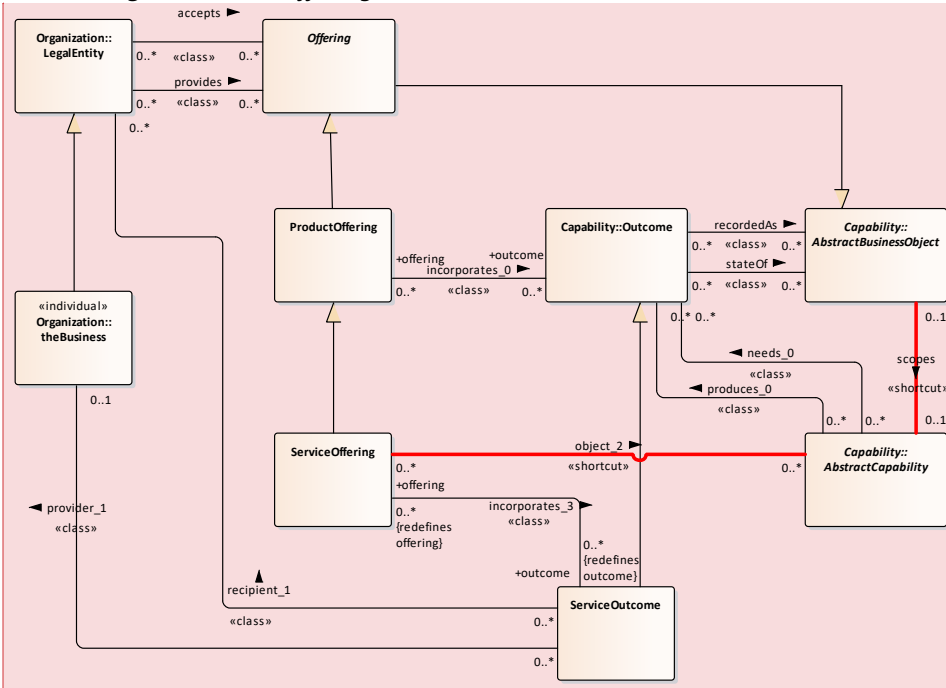 accepts
Organization::
LegalEntity
0..*
«class»
0..*
Offering
provides
0..*
«class»
0..*
0..*
ProductOffering
+offering
incorporates_0
0..*
«class»
+outcome
0..*
Capability::Outcome
recordedAs
0..*
«class»
0..*
stateOf
0..*
«class»
0..*
Capability::
AbstractBusinessObject
0..* 0..*
0..1
«individual»
Organization::
theBusiness
0..1
needs_0
«class»
produces_0
«class»
scopes
«shortcut»
0..*
0..*
0..1
ServiceOffering
object_2
0..*
«shortcut»
0..*
Capability::
AbstractCapability
+offering
0..*
{redefines
offering}
incorporates_3
«class»
0..*
{redefines
outcome}
+outcome
provider_1
«class»
recipient_1
«class»
ServiceOutcome
0..*
0..*